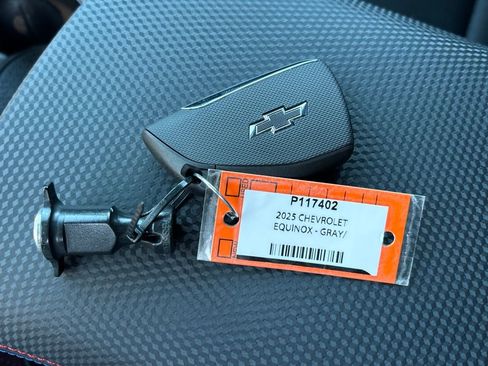 P117402
2025 CHEVROLET
EQUINOX - GRAY/